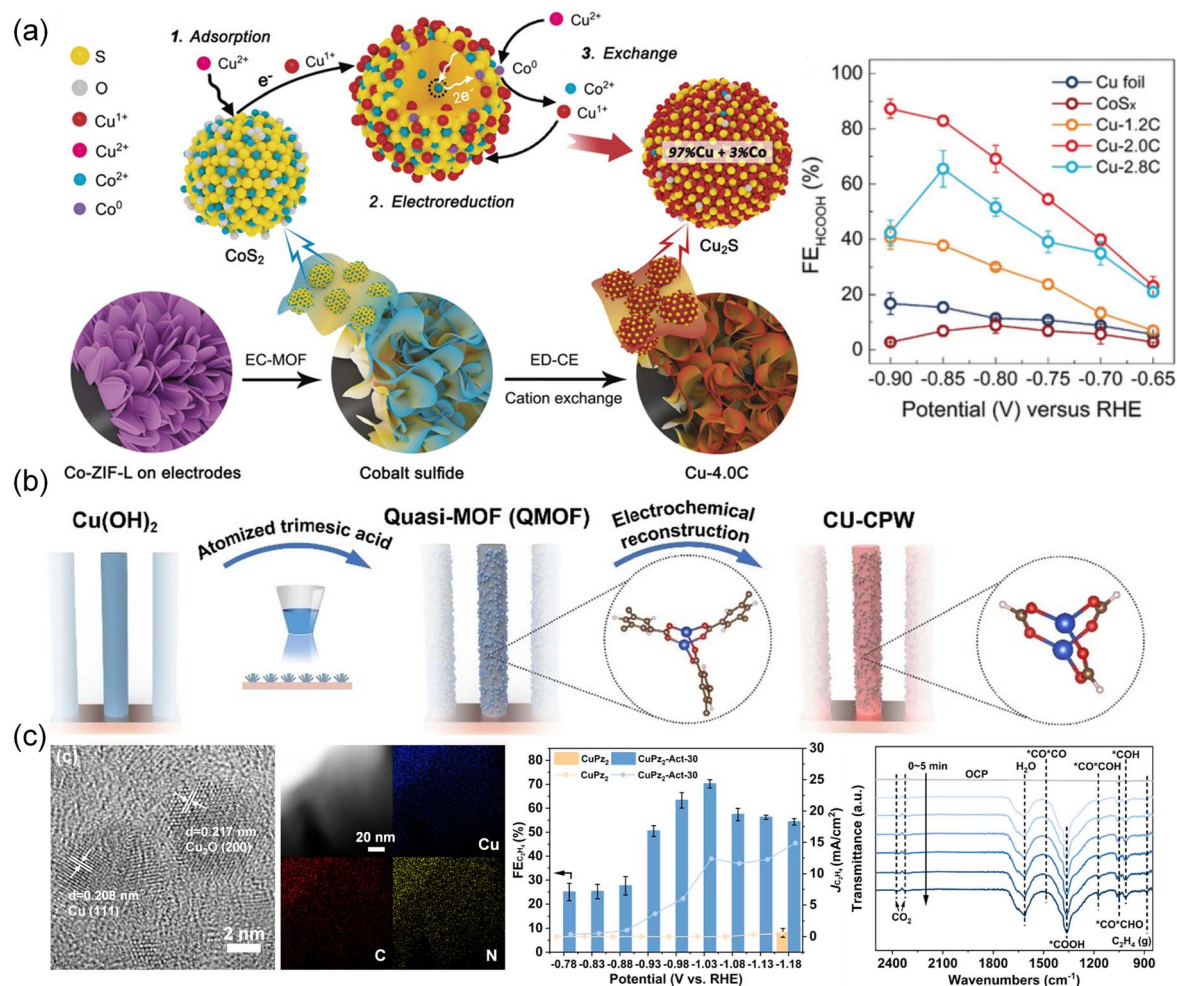 (a)
1. Adsorption
Cu2+
e-
Cu1+
Cu2+
3. Exchange
Co0
Co2+
Cu1+
2e-
S
O
Cu1+
Cu2+
Co2+
Co0
CoS2
2. Electroreduction
97%Cu + 3%Co
Cu2S
EC-MOF
ED-CE
Cation exchange
Co-ZIF-L on electrodes
Cobalt sulfide
Cu-4.0C
FEHCOOH (%)
100
80
60
40
20
0
Cu foil
CoSx
Cu-1.2C
Cu-2.0C
Cu-2.8C
-0.90 -0.85 -0.80 -0.75 -0.70 -0.65
Potential (V) versus RHE
(b)
Cu(OH)2
Atomized trimesic acid
Quasi-MOF (QMOF)
Electrochemical
reconstruction
CU-CPW
(c)
(c)
d=0.217 nm
Cu2O (200)
d=0.208 nm
Cu (111)
2 nm
20 nm
Cu
C
N
FEC2H4 (%)
80
70
60
50
40
30
20
10
0
CuPz2 CuPz2-Act-30
CuPz2 CuPz2-Act-30
30
25
20
15
10
5
0
JC2H4 (mA/cm2)
-0.78 -0.83 -0.88 -0.93 -0.98 -1.03 -1.08 -1.13 -1.18
Potential (V vs. RHE)
Transmittance (a.u.)
0~5 min
OCP
H2O
*CO*CO
*CO*COH
*COH
CO2
*COOH
*CO*CHO
C2H4 (g)
2400 2100 1800 1500 1200 900
Wavenumbers (cm-1)